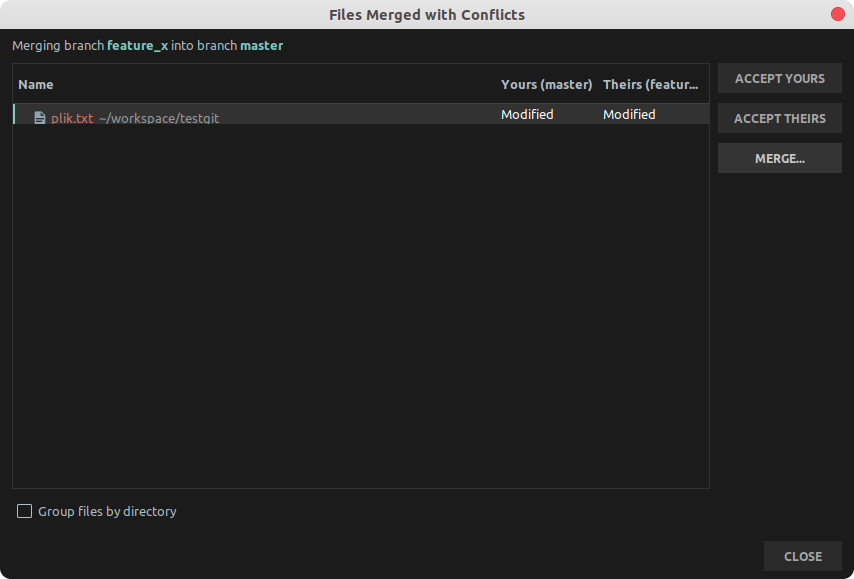 Files Merged with Conflicts
Merging branch feature_x into branch master
Name Yours (master) Theirs (featur...
plik.txt ~/workspace/testgit Modified Modified
ACCEPT YOURS
ACCEPT THEIRS
MERGE...
Group files by directory
CLOSE